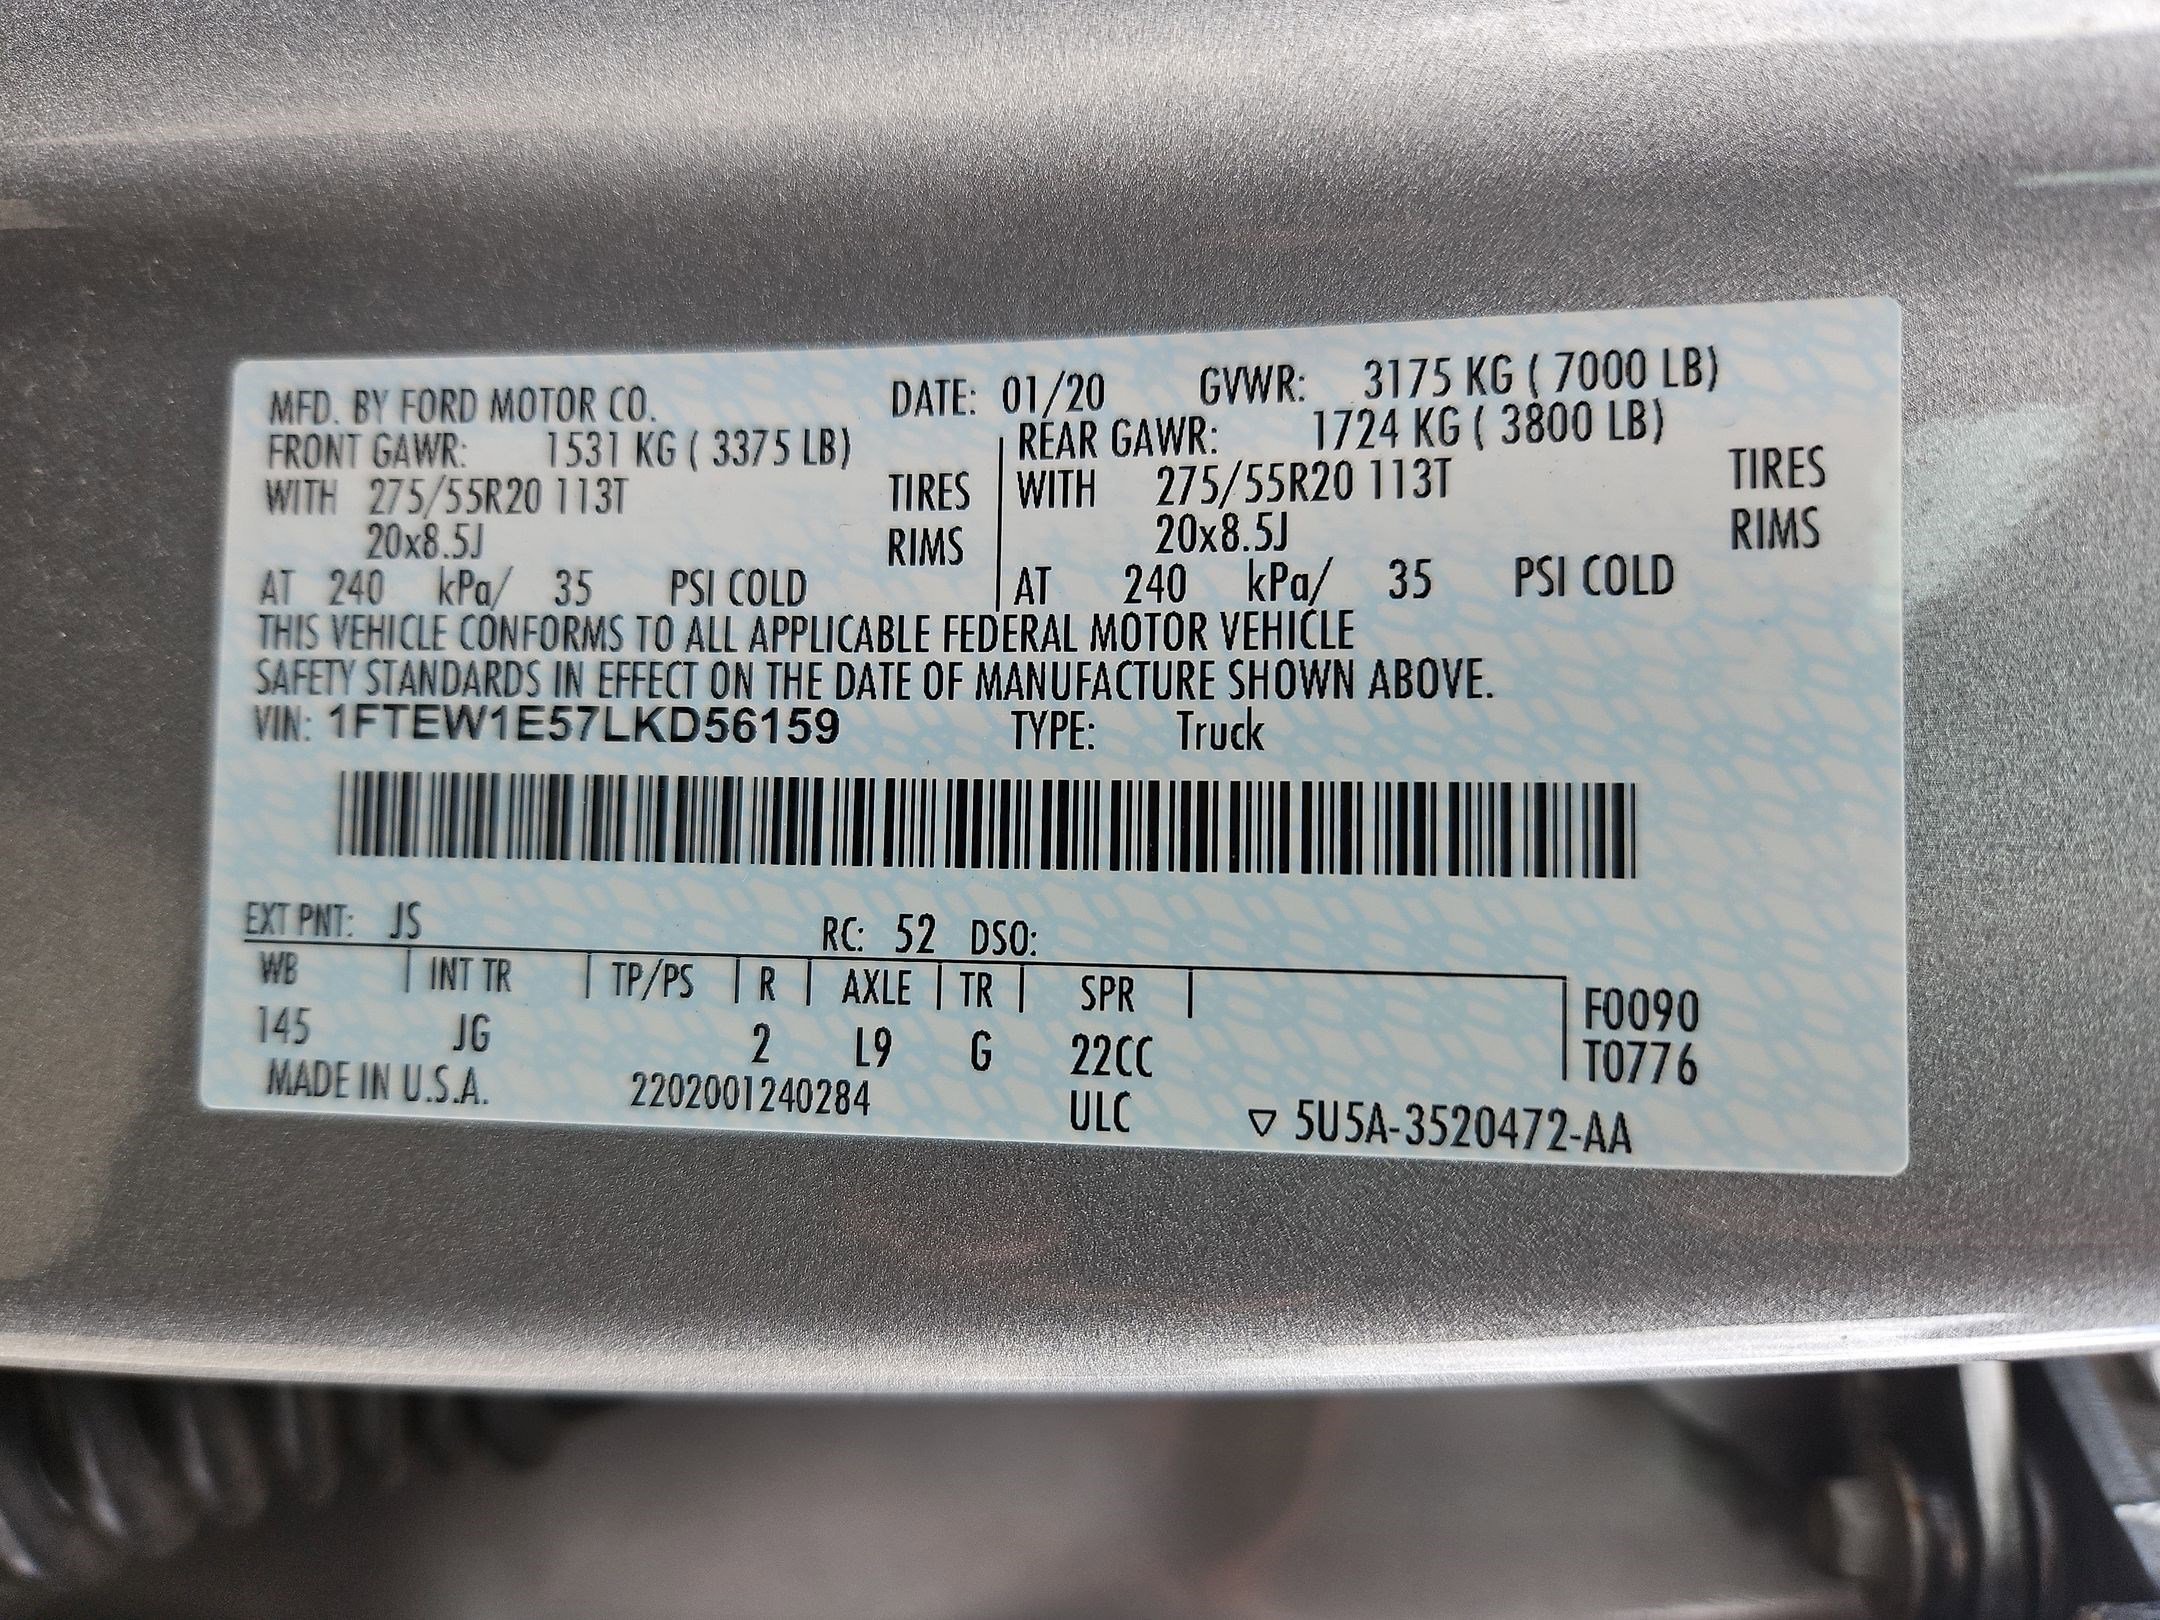 MFD. BY FORD MOTOR CO. DATE: 01/20 GVWR: 3175 KG ( 7000 LB)
FRONT GAWR: 1531 KG ( 3375 LB) REAR GAWR: 1724 KG ( 3800 LB)
WITH 275/55R20 113T TIRES WITH 275/55R20 113T TIRES
20x8.5J RIMS 20x8.5J RIMS
AT 240 kPa/ 35 PSI COLD AT 240 kPa/ 35 PSI COLD
THIS VEHICLE CONFORMS TO ALL APPLICABLE FEDERAL MOTOR VEHICLE
SAFETY STANDARDS IN EFFECT ON THE DATE OF MANUFACTURE SHOWN ABOVE.
VIN: 1FTEW1E57LKD56159 TYPE: Truck
EXT PNT: JS RC: 52 DSO:
WB INT TR TP/PS R AXLE TR SPR F0090
145 JG 2 L9 G 22CC T0776
MADE IN U.S.A. 2202001240284 ULC ▽ 5U5A-3520472-AA